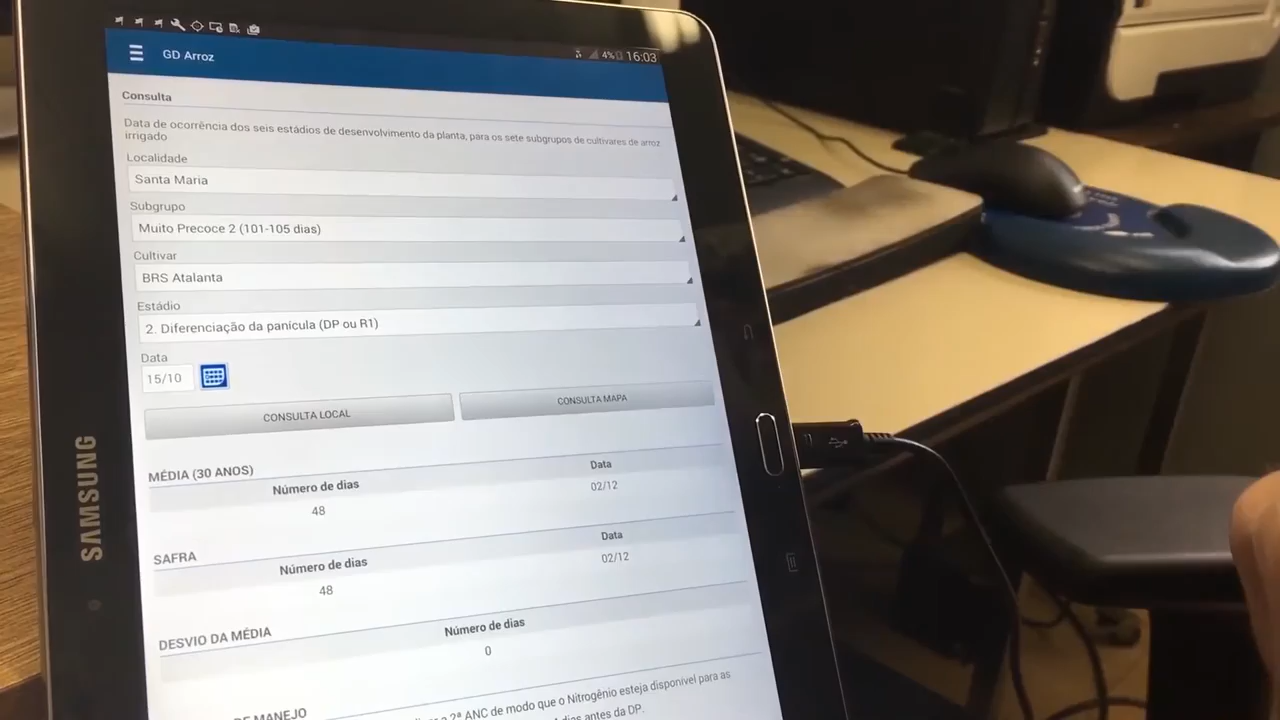 4% 16:03
GD Arroz
Consulta
Data de ocorrência dos seis estádios de desenvolvimento da planta, para os sete subgrupos de cultivares de arroz
irrigado
Localidade
Santa Maria
Subgrupo
Muito Precoce 2 (101-105 dias)
Cultivar
BRS Atalanta
Estádio
2. Diferenciação da panícula (DP ou R1)
Data
15/10
CONSULTA LOCAL CONSULTA MAPA
MÉDIA (30 ANOS)
Número de dias Data
48 02/12
SAFRA
Número de dias Data
48 02/12
DESVIO DA MÉDIA
Número de dias
0
DE MANEJO
a 2ª ANC de modo que o Nitrogênio esteja disponível para as
dias antes da DP.
SAMSUNG